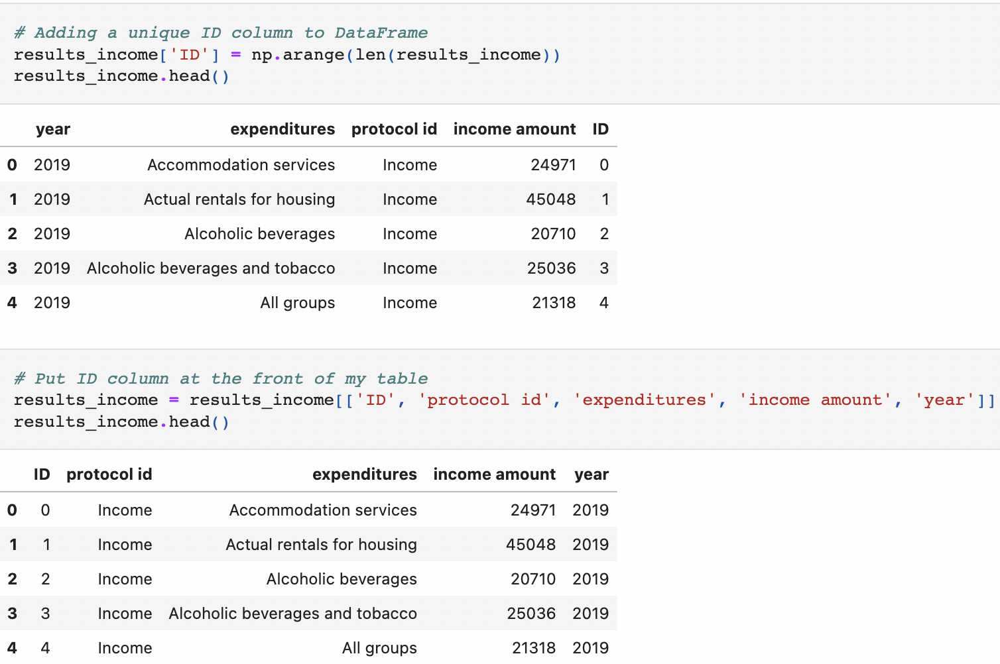 # Adding a unique ID column to DataFrame
results_income['ID'] = np.arange(len(results_income))
results_income.head()
year expenditures protocol id income amount ID
0 2019 Accommodation services Income 24971 0
1 2019 Actual rentals for housing Income 45048 1
2 2019 Alcoholic beverages Income 20710 2
3 2019 Alcoholic beverages and tobacco Income 25036 3
4 2019 All groups Income 21318 4
# Put ID column at the front of my table
results_income = results_income[['ID', 'protocol id', 'expenditures', 'income amount', 'year']]
results_income.head()
ID protocol id expenditures income amount year
0 0 Income Accommodation services 24971 2019
1 1 Income Actual rentals for housing 45048 2019
2 2 Income Alcoholic beverages 20710 2019
3 3 Income Alcoholic beverages and tobacco 25036 2019
4 4 Income All groups 21318 2019